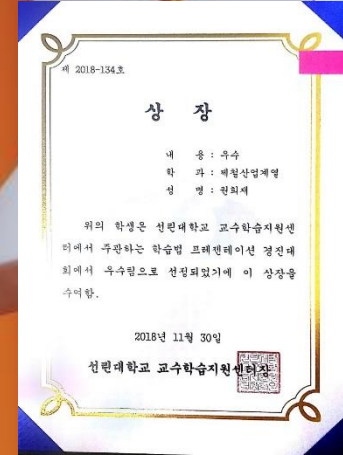 제 2018-134호
상 장
내 용 : 우수
학 과 : 제철산업계열
성 명 : 권희재
위의 학생은 선린대학교 교수학습지원센
터에서 주관하는 학습법 프레젠테이션 경진대
회에서 우수팀으로 선정되었기에 이 상장을
수여함.
2018년 11월 30일
선린대학교 교수학습지원센터장